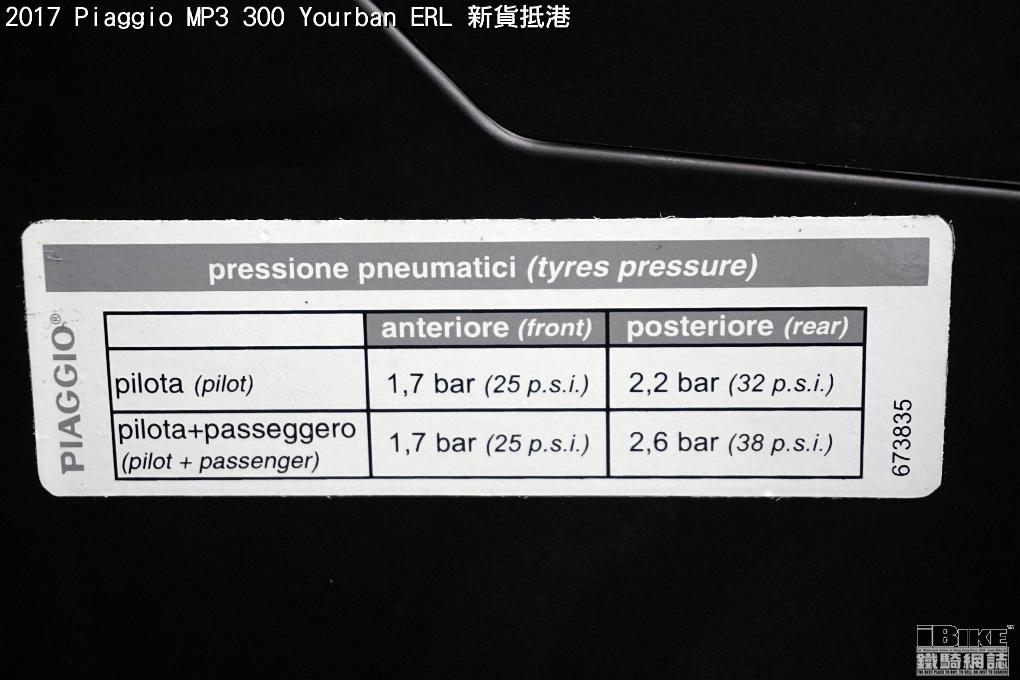 2017 Piaggio MP3 300 Yourban ERL 新貨抵港
pressione pneumatici (tyres pressure)
PIAGGIO®
anteriore (front) posteriore (rear)
pilota (pilot) 1,7 bar (25 p.s.i.) 2,2 bar (32 p.s.i.)
pilota+passeggero
(pilot + passenger) 1,7 bar (25 p.s.i.) 2,6 bar (38 p.s.i.)
673835
iBIKE
鐵騎網誌